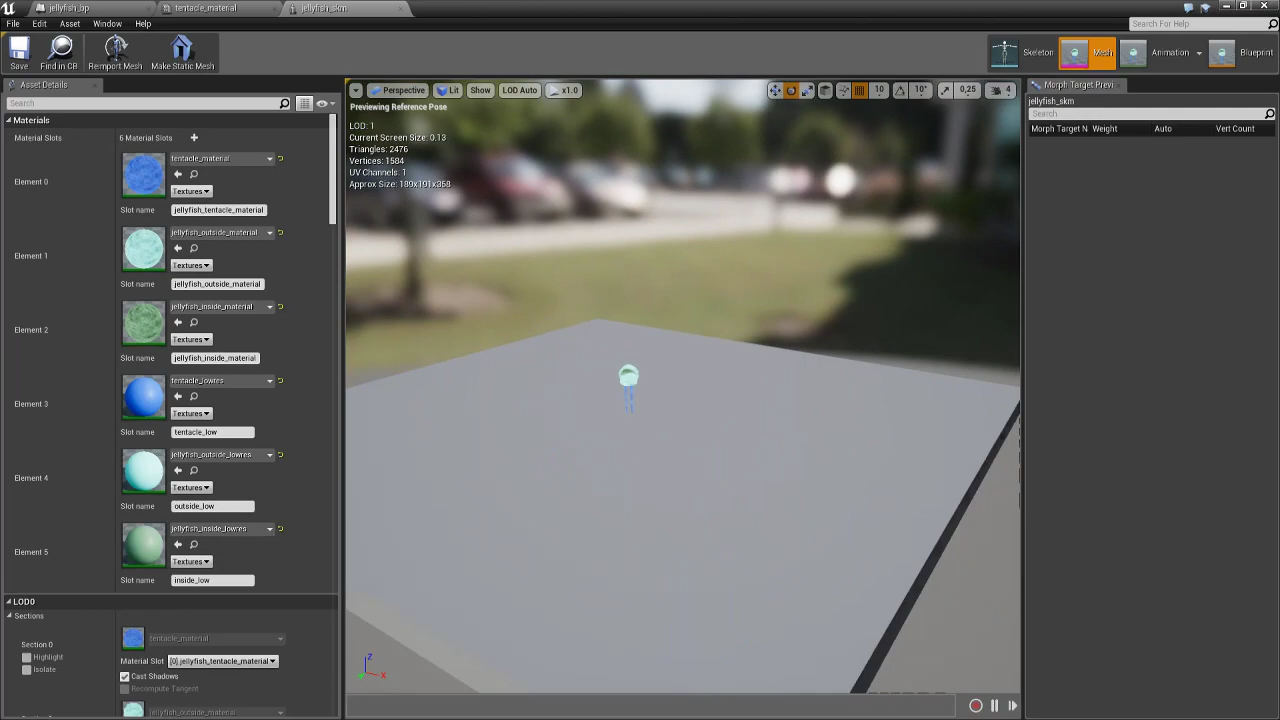 jellyfish_bp
tentacle_material
jellyfish_skm
File
Edit
Asset
Window
Help
Search For Help
Save
Find in CB
Reimport Mesh
Make Static Mesh
Skeleton
Mesh
Animation
Blueprint
Asset Details
Search
Materials
Material Slots
6 Material Slots
Element 0
tentacle_material
Textures
Slot name
jellyfish_tentacle_material
Element 1
jellyfish_outside_material
Textures
Slot name
jellyfish_outside_material
Element 2
jellyfish_inside_material
Textures
Slot name
jellyfish_inside_material
Element 3
tentacle_lowres
Textures
Slot name
tentacle_low
Element 4
jellyfish_outside_lowres
Textures
Slot name
outside_low
Element 5
jellyfish_inside_lowres
Textures
Slot name
inside_low
LOD0
Sections
Section 0
Highlight
Isolate
tentacle_material
Material Slot
[0] jellyfish_tentacle_material
Cast Shadows
Recompute Tangent
jellyfish_outside_material
Perspective
Lit
Show
LOD Auto
x1.0
10
10°
0,25
4
Previewing Reference Pose
LOD: 1
Current Screen Size: 0.13
Triangles: 2476
Vertices: 1584
UV Channels: 1
Approx Size: 189x191x358
Z
X
Morph Target Previ
jellyfish_skm
Search
Morph Target N
Weight
Auto
Vert Count